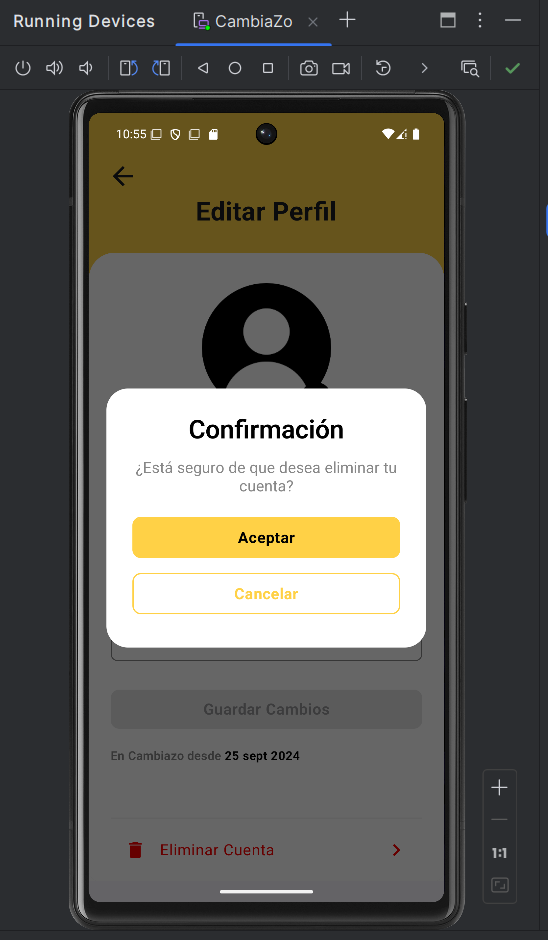 Running Devices
CambiaZo
10:55
Editar Perfil
Confirmación
¿Está seguro de que desea eliminar tu
cuenta?
Aceptar
Cancelar
Guardar Cambios
En Cambiazo desde 25 sept 2024
Eliminar Cuenta
1:1